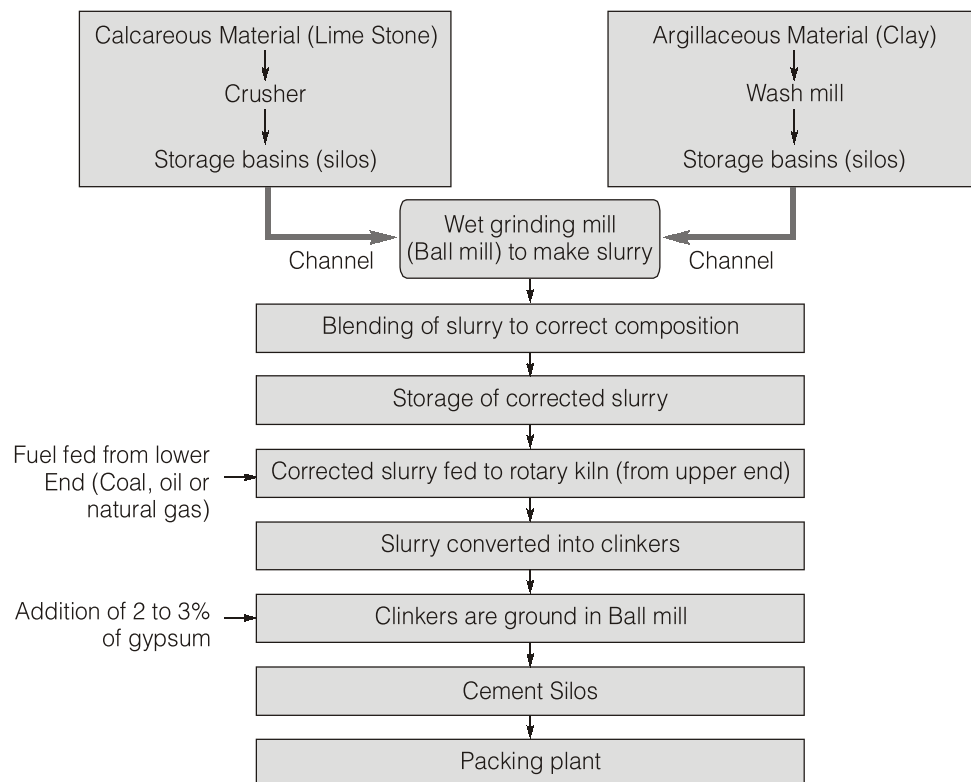 Calcareous Material (Lime Stone)
Crusher
Storage basins (silos)
Argillaceous Material (Clay)
Wash mill
Storage basins (silos)
Channel
Wet grinding mill
(Ball mill) to make slurry
Channel
Blending of slurry to correct composition
Storage of corrected slurry
Fuel fed from lower
End (Coal, oil or
natural gas)
Corrected slurry fed to rotary kiln (from upper end)
Slurry converted into clinkers
Addition of 2 to 3%
of gypsum
Clinkers are ground in Ball mill
Cement Silos
Packing plant